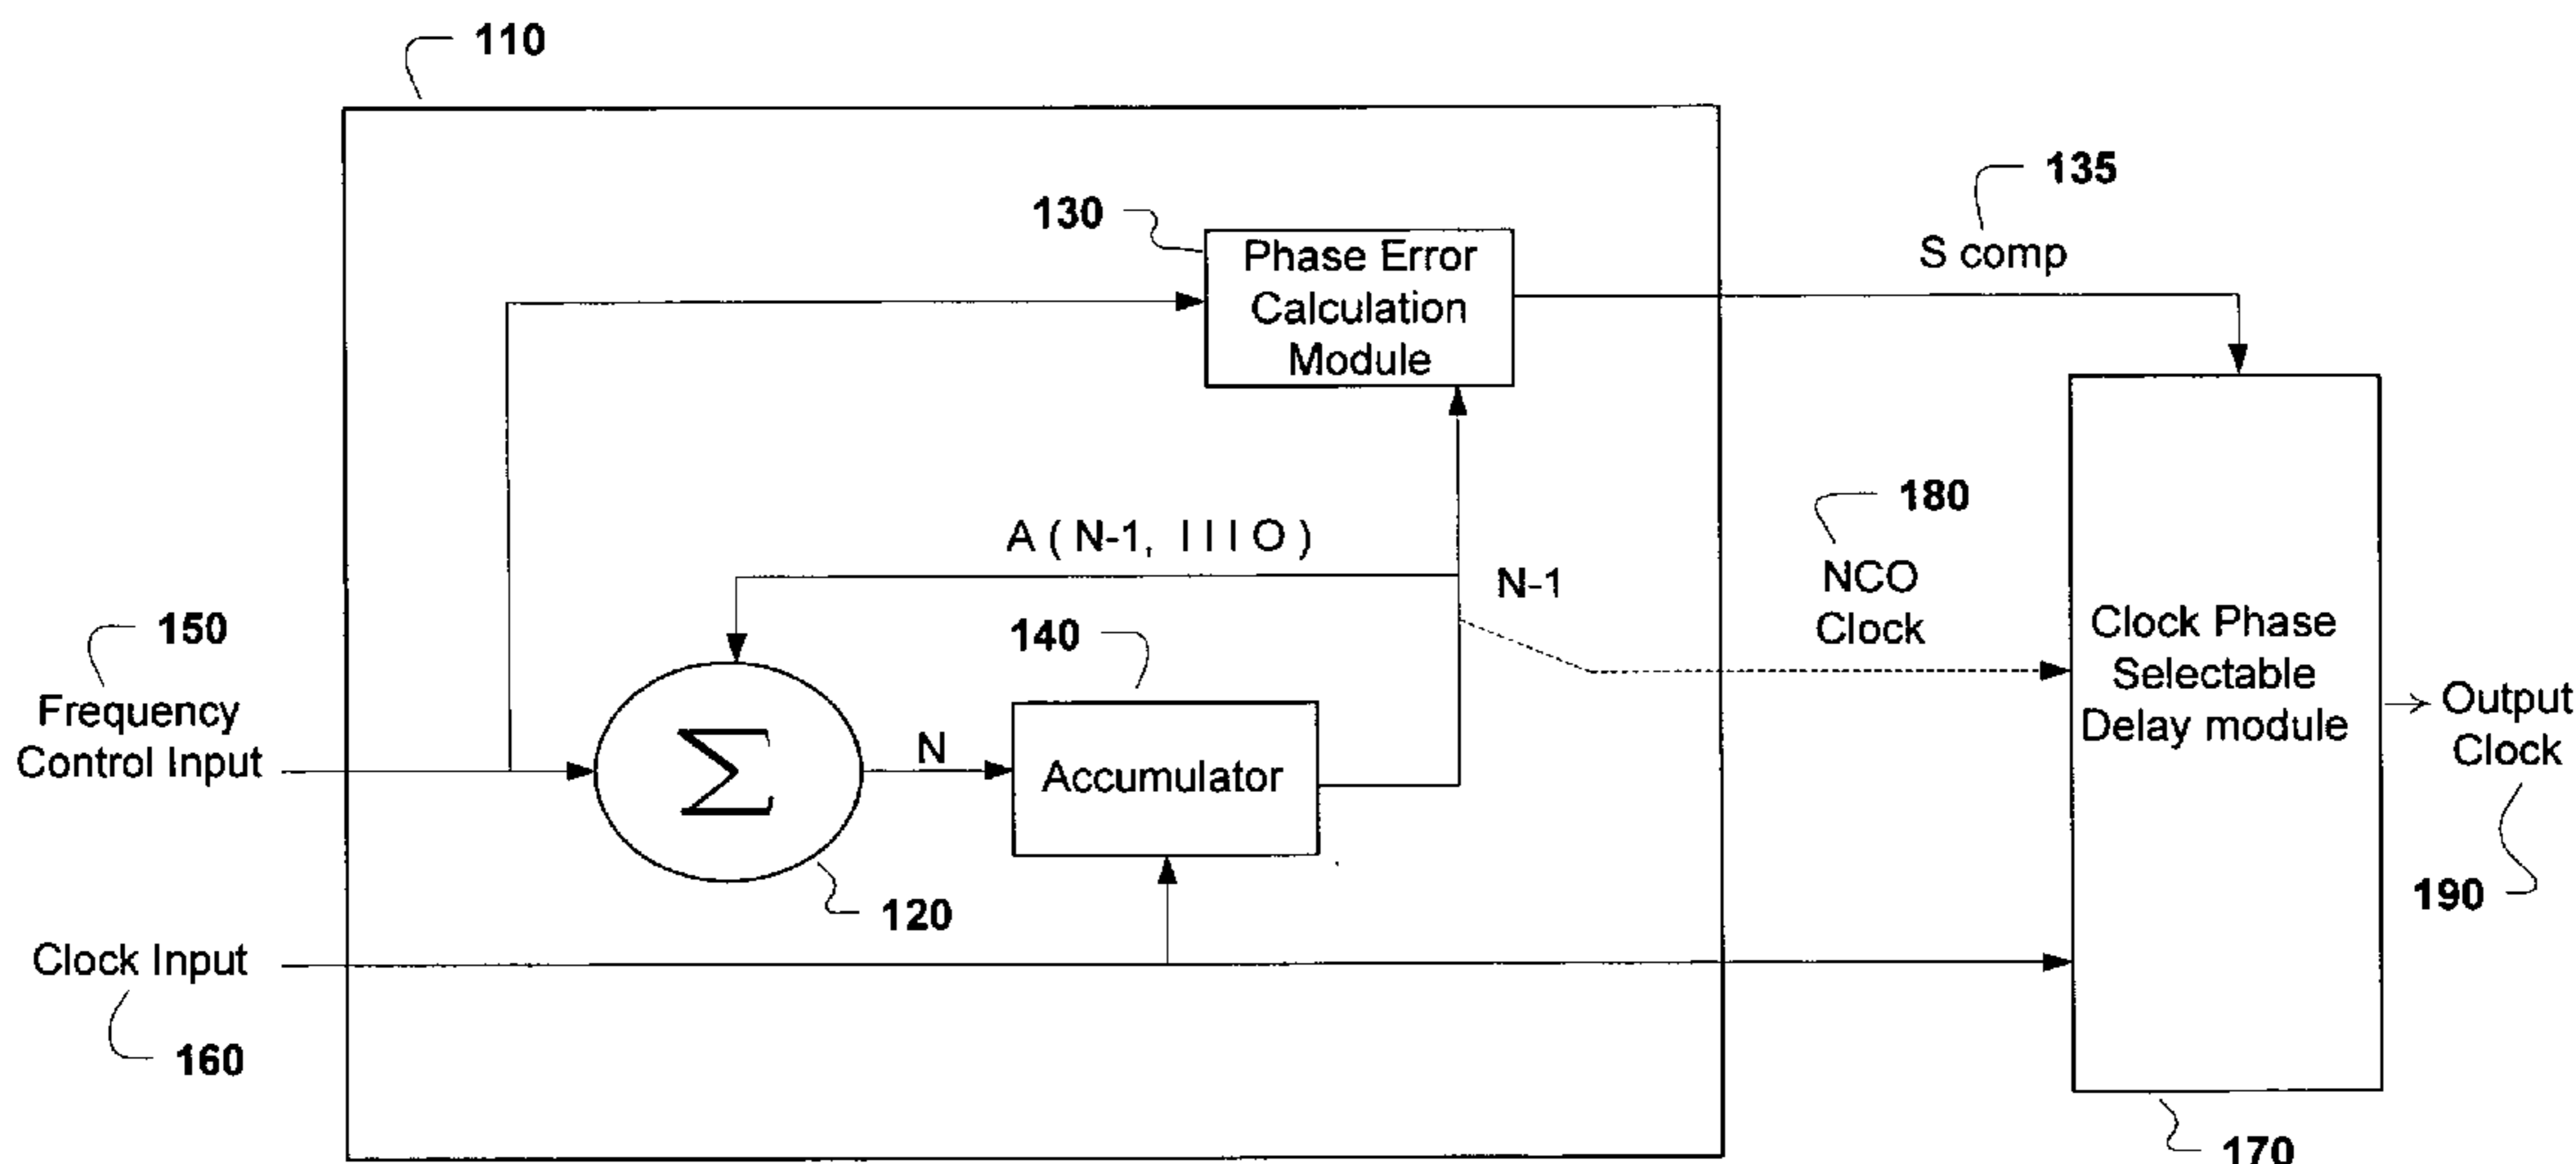 110
135
S comp
130
Phase Error
Calculation
Module
180
NCO
Clock
A ( N-1, I I I O )
N-1
150
Frequency
Control Input
140
Σ
N
Accumulator
Clock Phase
Selectable
Delay module
Output
Clock
190
120
Clock Input
160
170